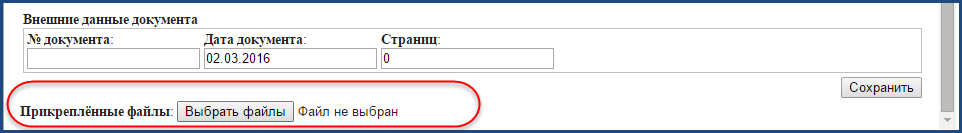 Внешние данные документа
№ документа: Дата документа: Страниц:
02.03.2016 0
Сохранить
Прикреплённые файлы: Выбрать файлы Файл не выбран